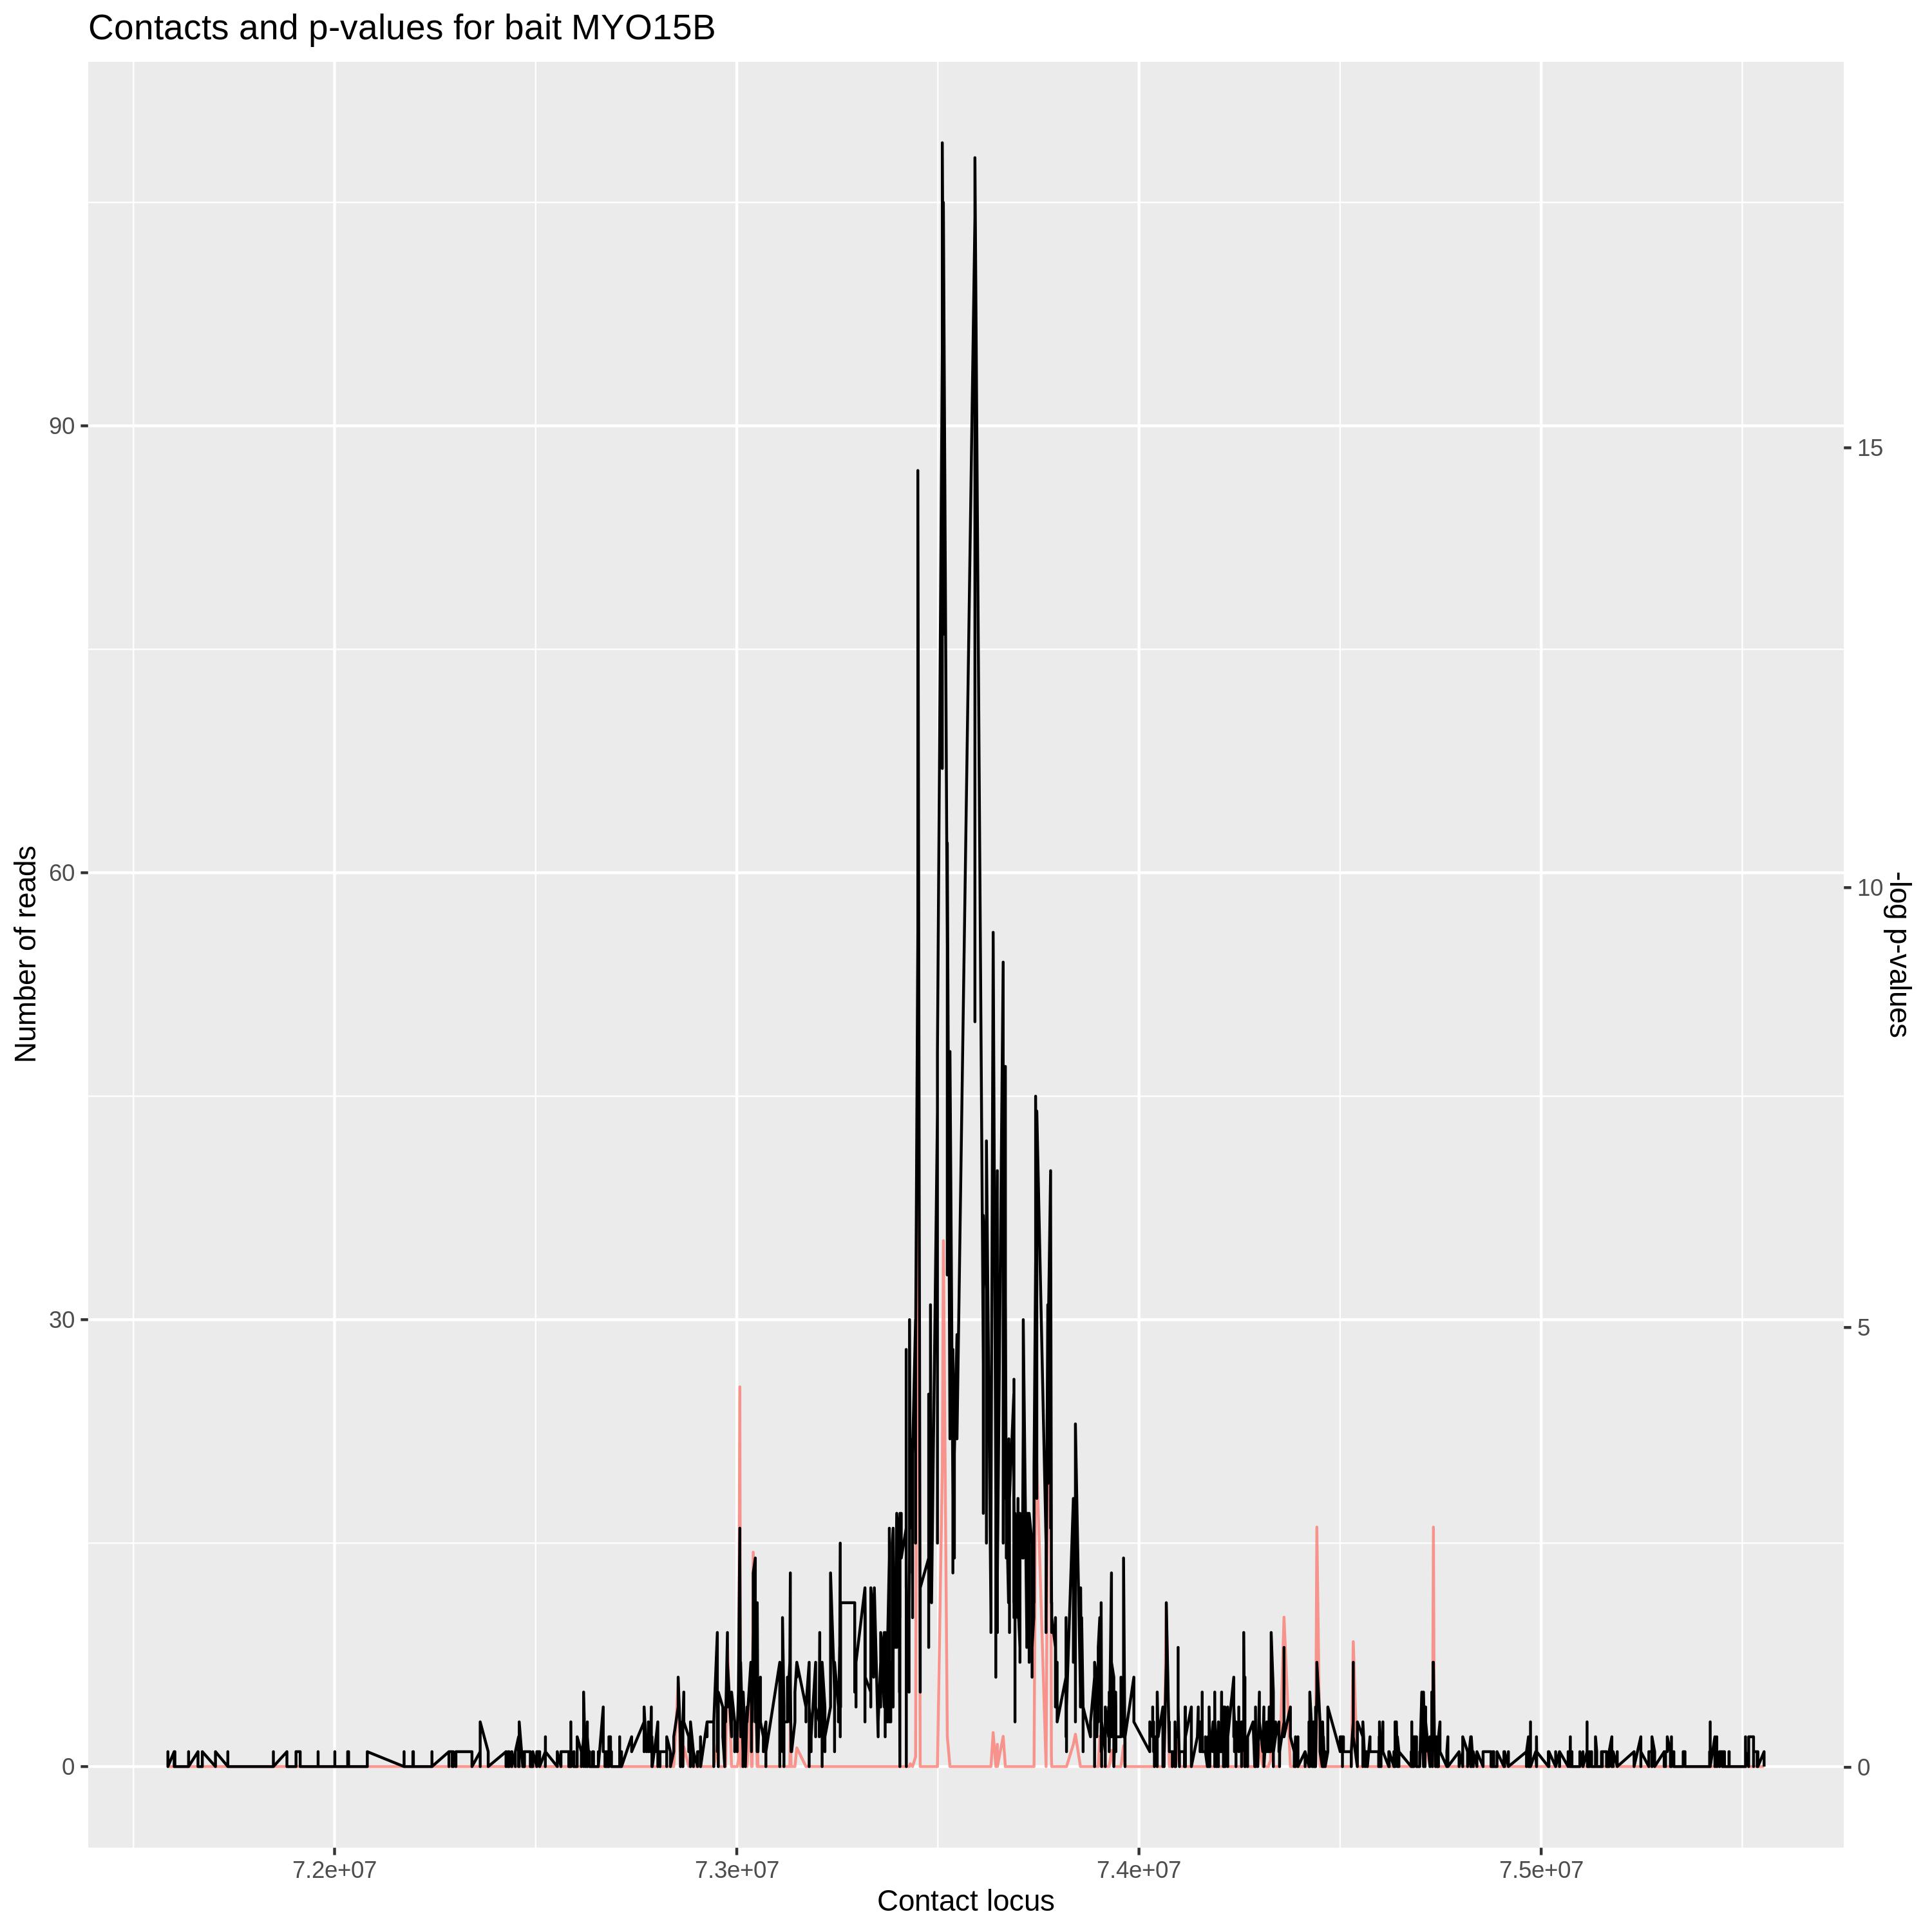 Contacts and p-values for bait MYO15B
90
60
30
0
15
10
5
0
Number of reads
-log p-values
7.2e+07
7.3e+07
7.4e+07
7.5e+07
Contact locus